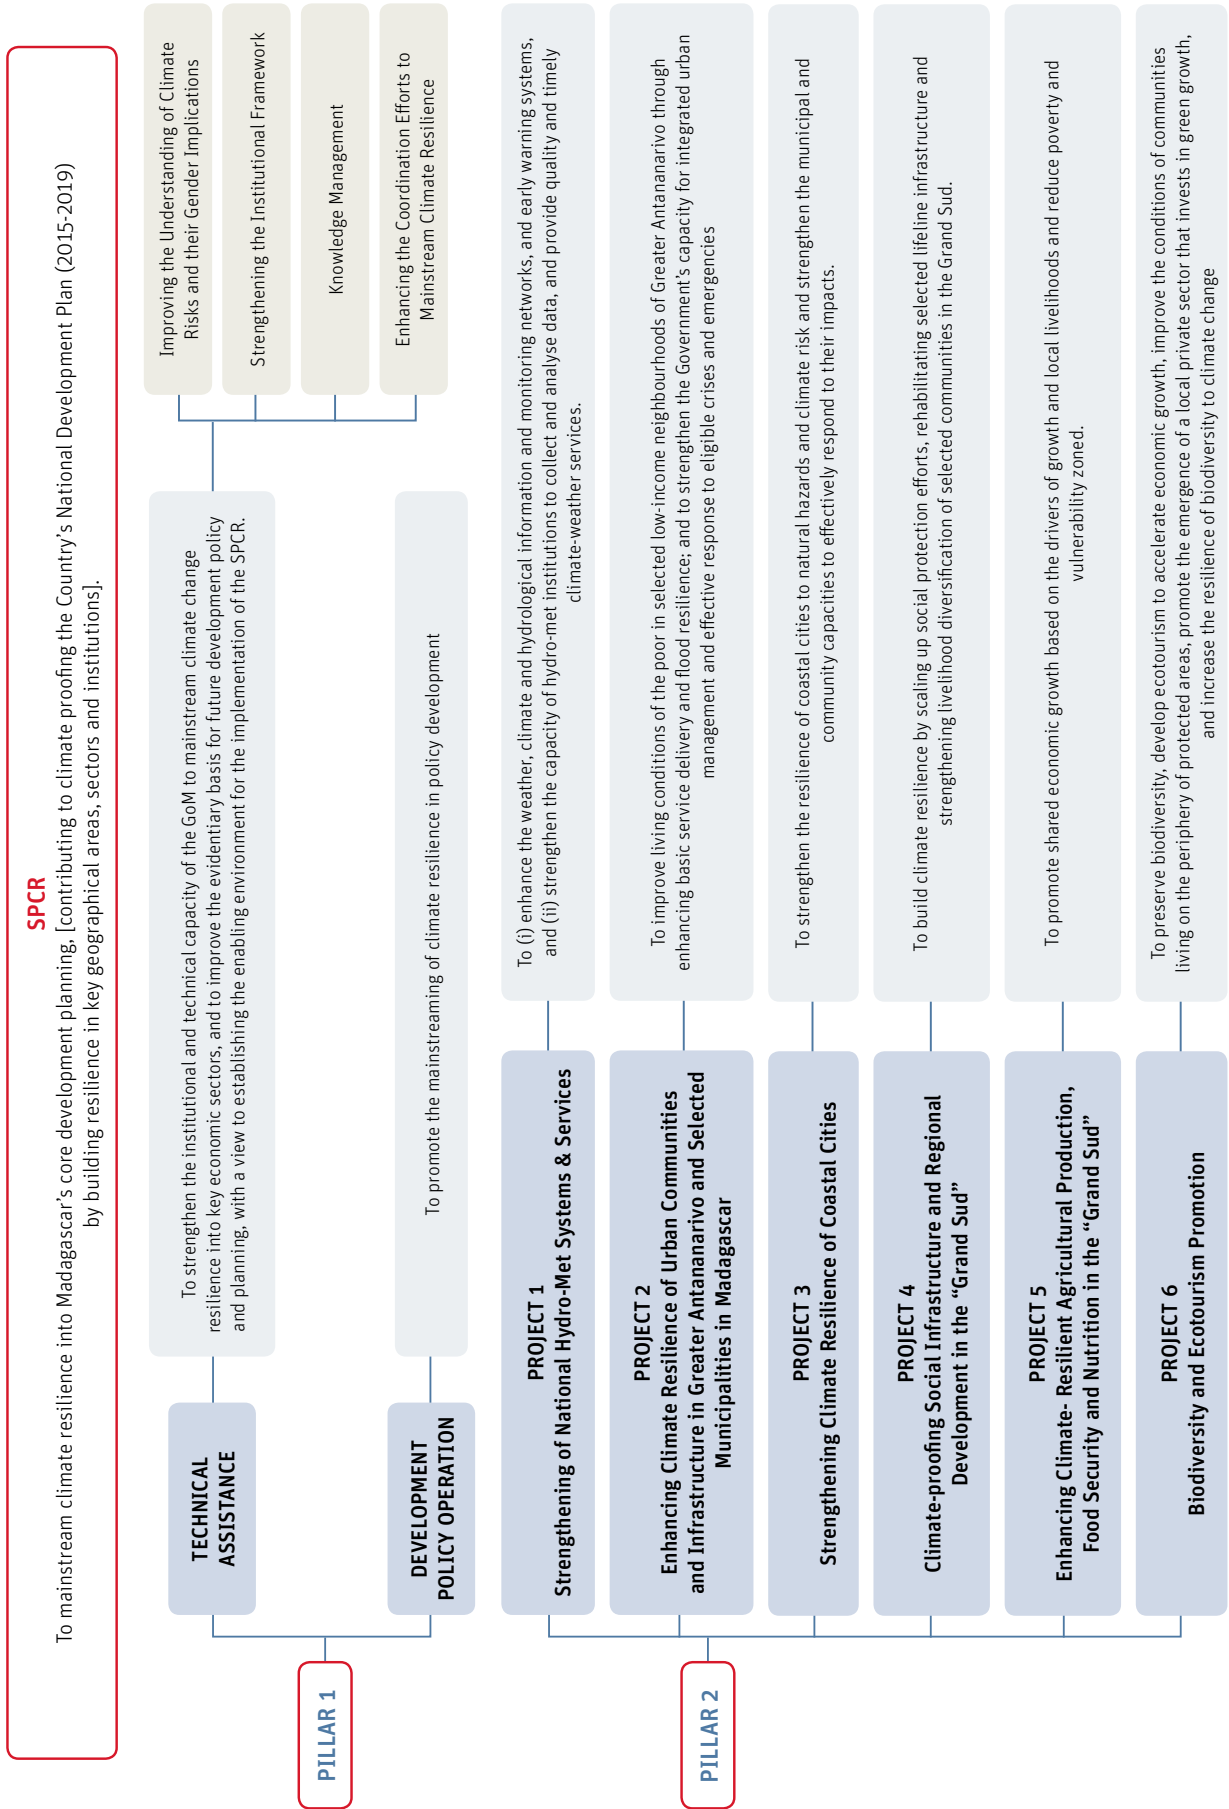 SPCR
To mainstream climate resilience into Madagascar’s core development planning, [contributing to climate proofing the Country’s National Development Plan (2015-2019)
by building resilience in key geographical areas, sectors and institutions].
PILLAR 1
TECHNICAL
ASSISTANCE
To strengthen the institutional and technical capacity of the GoM to mainstream climate change
resilience into key economic sectors, and to improve the evidentiary basis for future development policy
and planning, with a view to establishing the enabling environment for the implementation of the SPCR.
Improving the Understanding of Climate
Risks and their Gender Implications
Strengthening the Institutional Framework
Knowledge Management
Enhancing the Coordination Efforts to
Mainstream Climate Resilience
DEVELOPMENT
POLICY OPERATION
To promote the mainstreaming of climate resilience in policy development
PILLAR 2
PROJECT 1
Strengthening of National Hydro-Met Systems & Services
To (i) enhance the weather, climate and hydrological information and monitoring networks, and early warning systems,
and (ii) strengthen the capacity of hydro-met institutions to collect and analyse data, and provide quality and timely
climate-weather services.
PROJECT 2
Enhancing Climate Resilience of Urban Communities
and Infrastructure in Greater Antananarivo and Selected
Municipalities in Madagascar
To improve living conditions of the poor in selected low-income neighbourhoods of Greater Antananarivo through
enhancing basic service delivery and flood resilience; and to strengthen the Government’s capacity for integrated urban
management and effective response to eligible crises and emergencies
PROJECT 3
Strengthening Climate Resilience of Coastal Cities
To strengthen the resilience of coastal cities to natural hazards and climate risk and strengthen the municipal and
community capacities to effectively respond to their impacts.
PROJECT 4
Climate-proofing Social Infrastructure and Regional
Development in the “Grand Sud”
To build climate resilience by scaling up social protection efforts, rehabilitating selected lifeline infrastructure and
strengthening livelihood diversification of selected communities in the Grand Sud.
PROJECT 5
Enhancing Climate- Resilient Agricultural Production,
Food Security and Nutrition in the “Grand Sud”
To promote shared economic growth based on the drivers of growth and local livelihoods and reduce poverty and
vulnerability zoned.
PROJECT 6
Biodiversity and Ecotourism Promotion
To preserve biodiversity, develop ecotourism to accelerate economic growth, improve the conditions of communities
living on the periphery of protected areas, promote the emergence of a local private sector that invests in green growth,
and increase the resilience of biodiversity to climate change